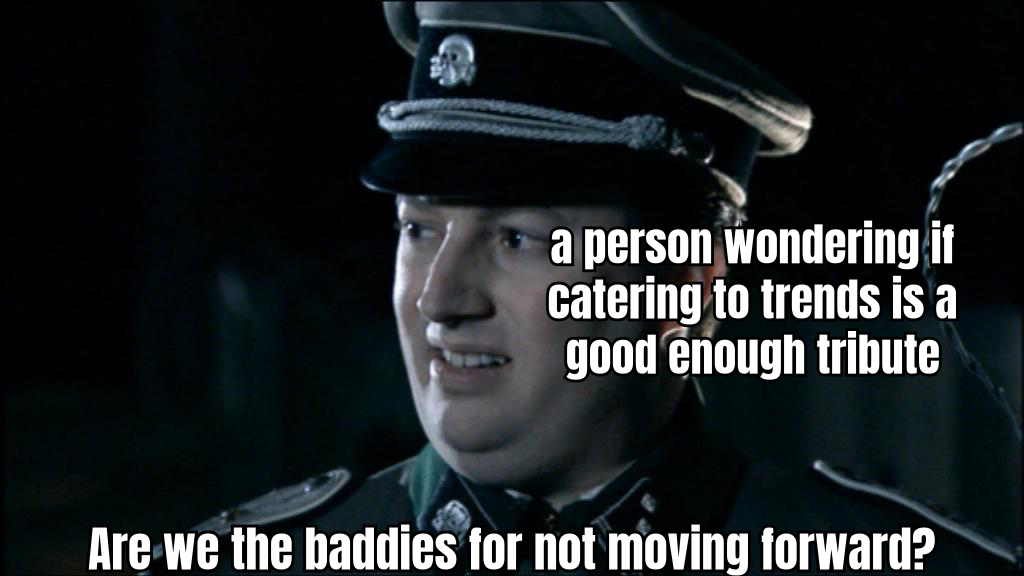 a person wondering if
catering to trends is a
good enough tribute
Are we the baddies for not moving forward?